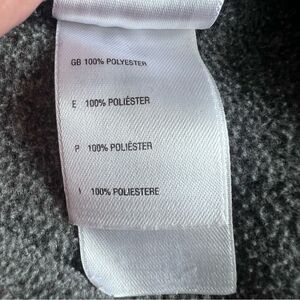 GB 100% POLYESTER
E 100% POLIÉSTER
P 100% POLIÉSTER
I 100% POLIESTERE